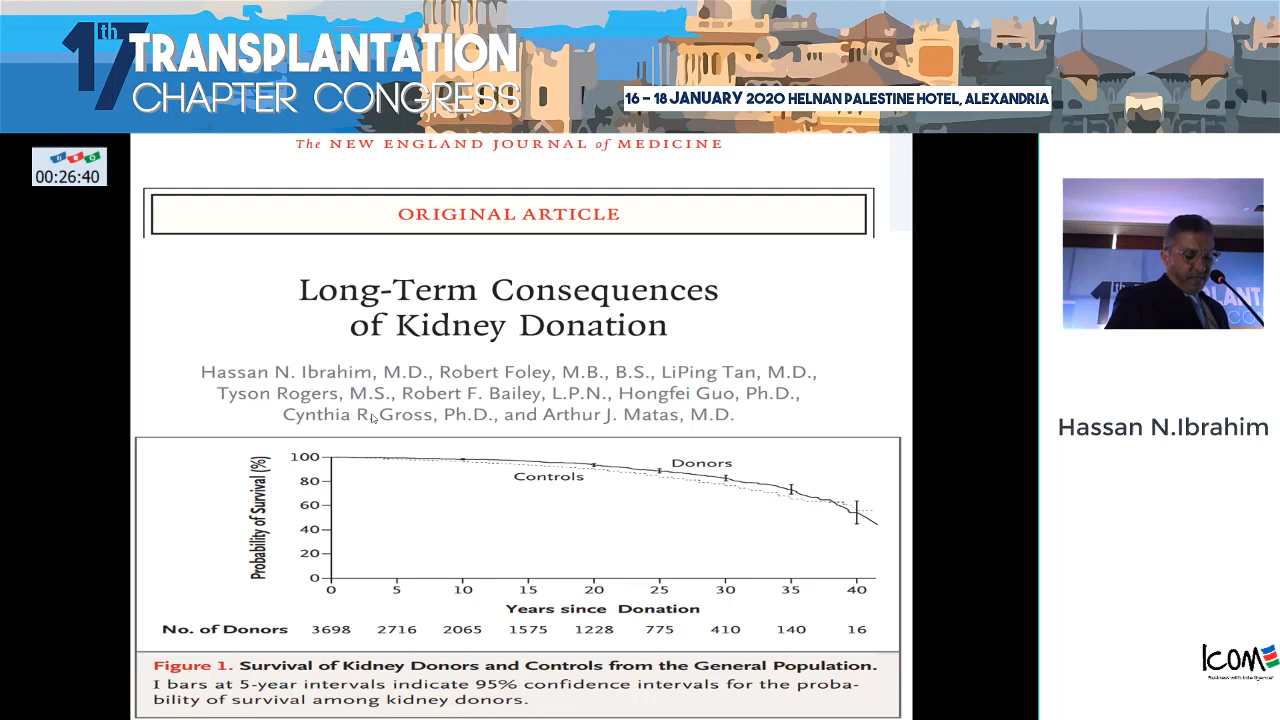 17th TRANSPLANTATION
CHAPTER CONGRESS
16 – 18 JANUARY 2020 HELNAN PALESTINE HOTEL, ALEXANDRIA
The NEW ENGLAND JOURNAL of MEDICINE
00:26:40
ORIGINAL ARTICLE
Long-Term Consequences
of Kidney Donation
Hassan N. Ibrahim, M.D., Robert Foley, M.B., B.S., LiPing Tan, M.D.,
Tyson Rogers, M.S., Robert F. Bailey, L.P.N., Hongfei Guo, Ph.D.,
Cynthia R. Gross, Ph.D., and Arthur J. Matas, M.D.
Hassan N.Ibrahim
Probability of Survival (%)
100
80
60
40
20
0
Donors
Controls
0 5 10 15 20 25 30 35 40
Years since Donation
No. of Donors 3698 2716 2065 1575 1228 775 410 140 16
Figure 1. Survival of Kidney Donors and Controls from the General Population.
I bars at 5-year intervals indicate 95% confidence intervals for the proba-
bility of survival among kidney donors.
ICOM
Business with Intelligence